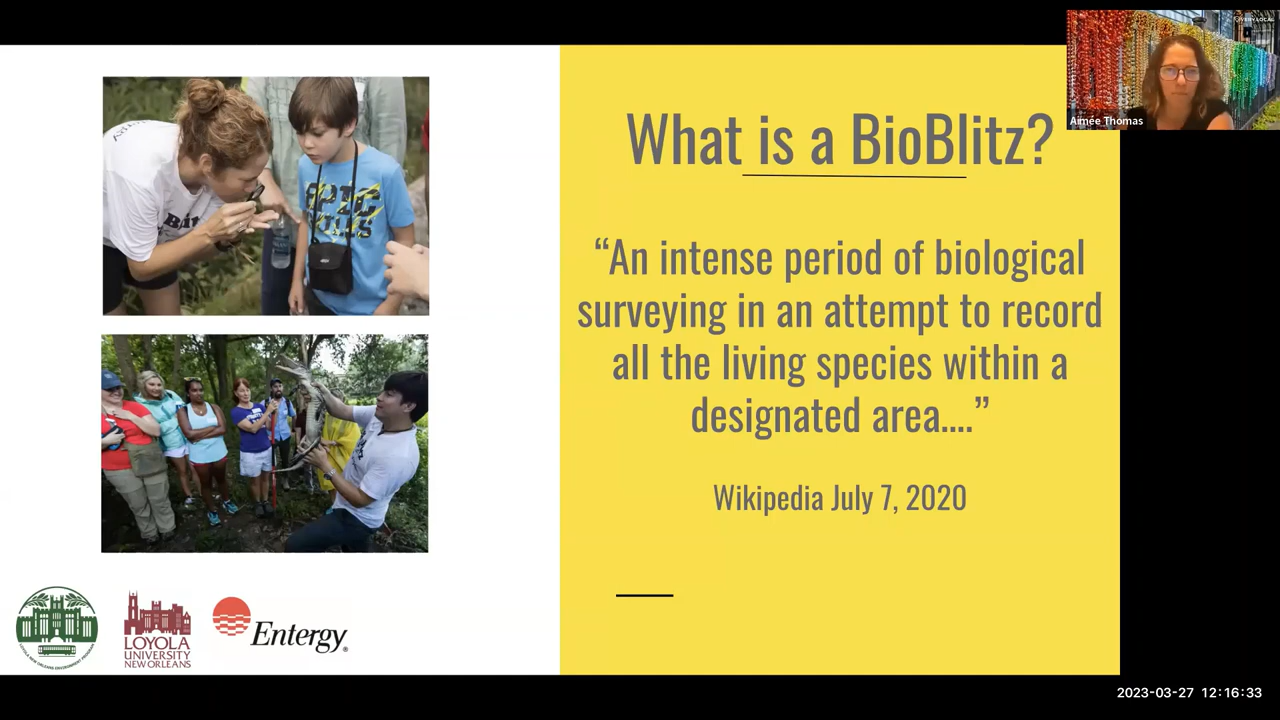 Aimée Thomas
What is a BioBlitz?
“An intense period of biological
surveying in an attempt to record
all the living species within a
designated area....”
Wikipedia July 7, 2020
EPIC
LOYOLA
UNIVERSITY
NEW ORLEANS
Entergy®
2023-03-27 12:16:33